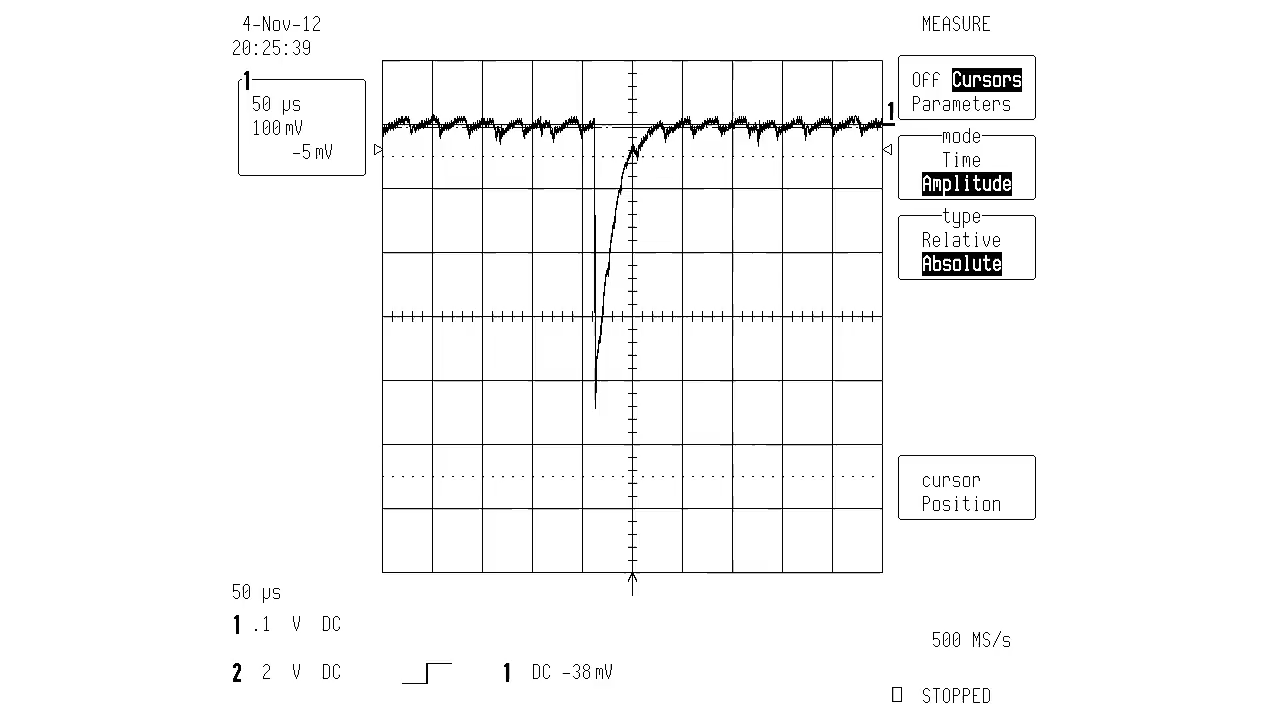 4-Nov-12
20:25:39
1
50 µs
100 mV
-5 mV
MEASURE
Off Cursors
Parameters
mode
Time
Amplitude
type
Relative
Absolute
1
cursor
Position
50 µs
1 .1 V DC
2 2 V DC
1 DC -38 mV
500 MS/s
STOPPED